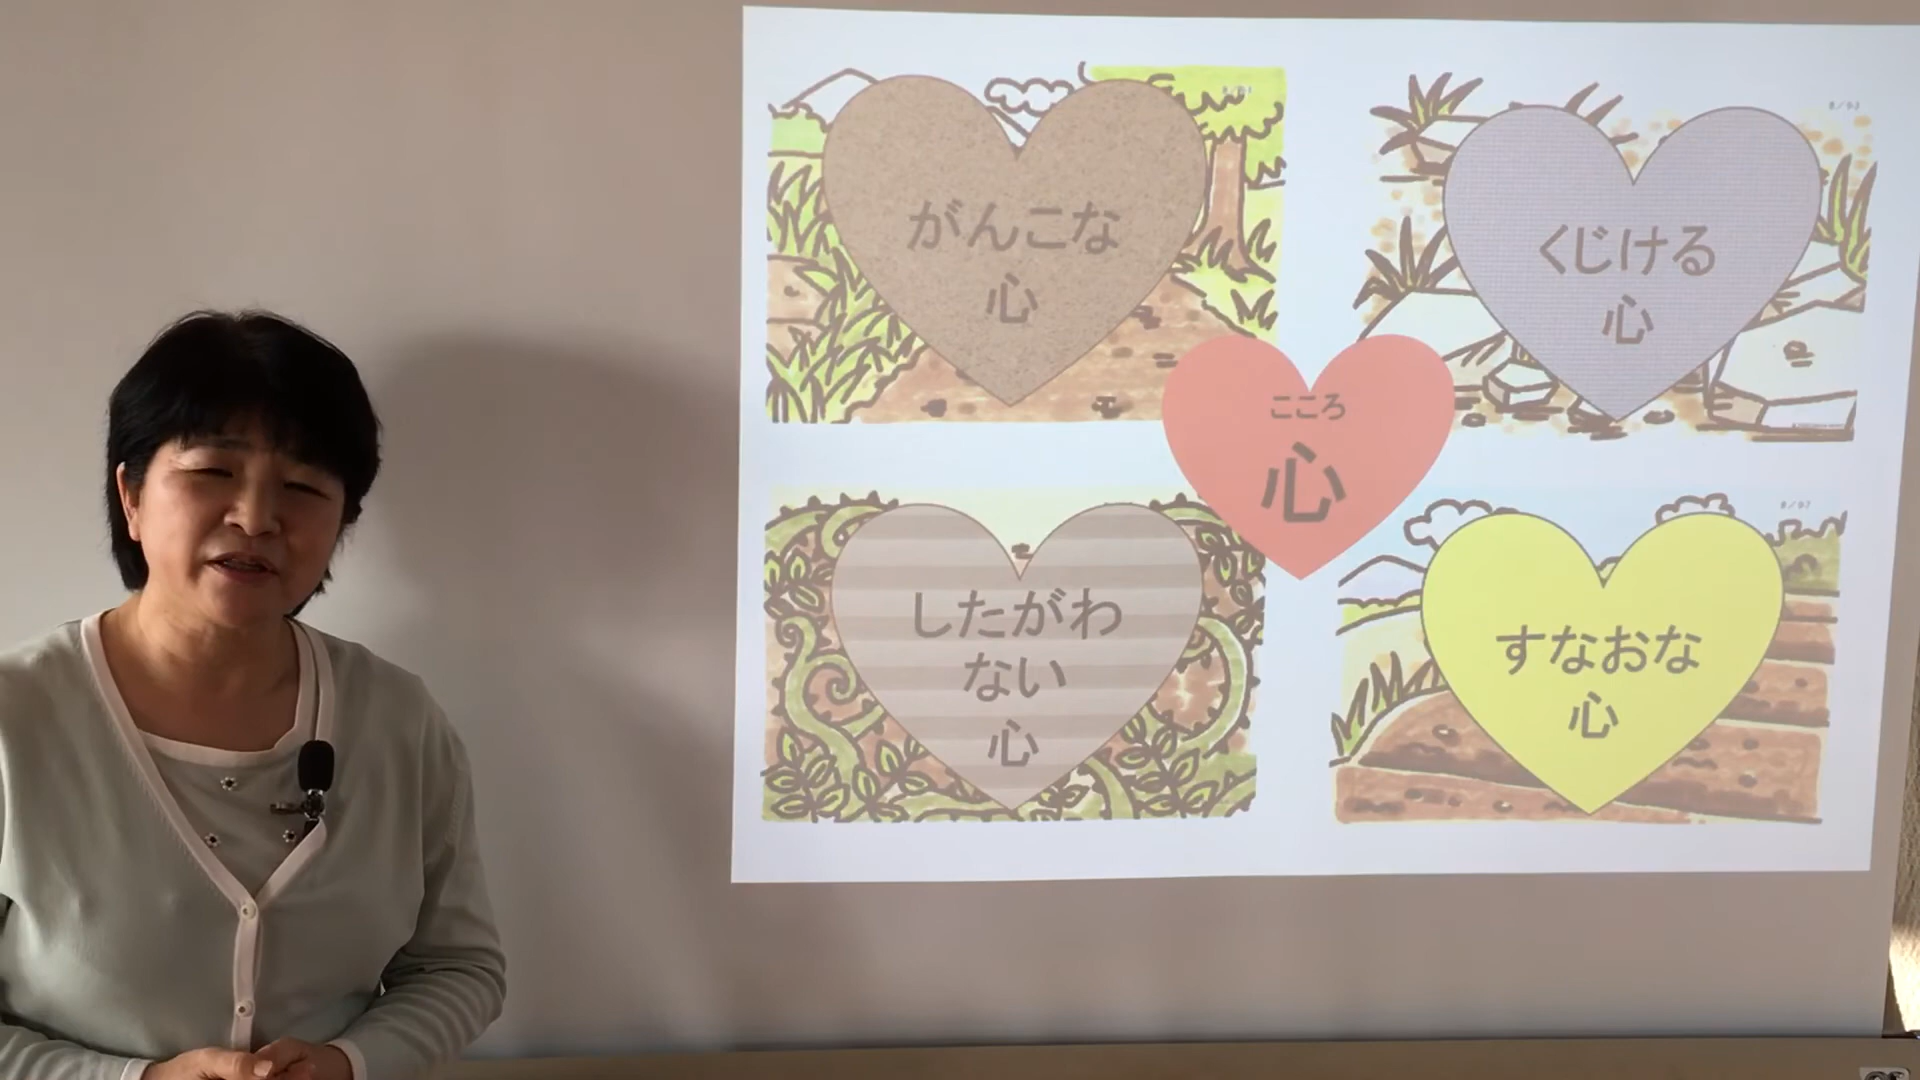 がんこな
心
くじける
心
こころ
心
したがわ
ない
心
すなおな
心